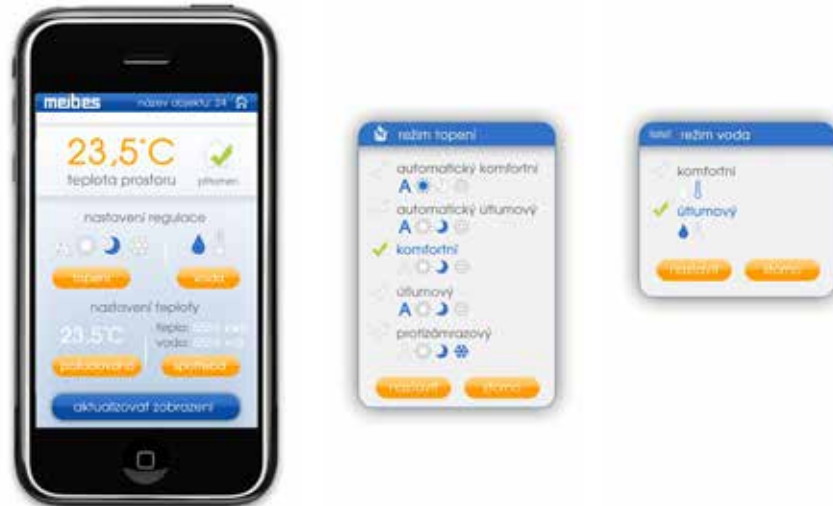 meibes název objektu: 24
23,5°C
teplota prostoru přítomen
nastavení regulace
topení voda
nastavení teploty
23,5°C teplo:
voda:
požadovaná spotřeba
aktualizovat zobrazení
režim topení
automatický komfortní
A
automatický útlumový
A
komfortní
útlumový
A
protizámrazový
nastavit storno
režim voda
komfortní
útlumový
nastavit storno